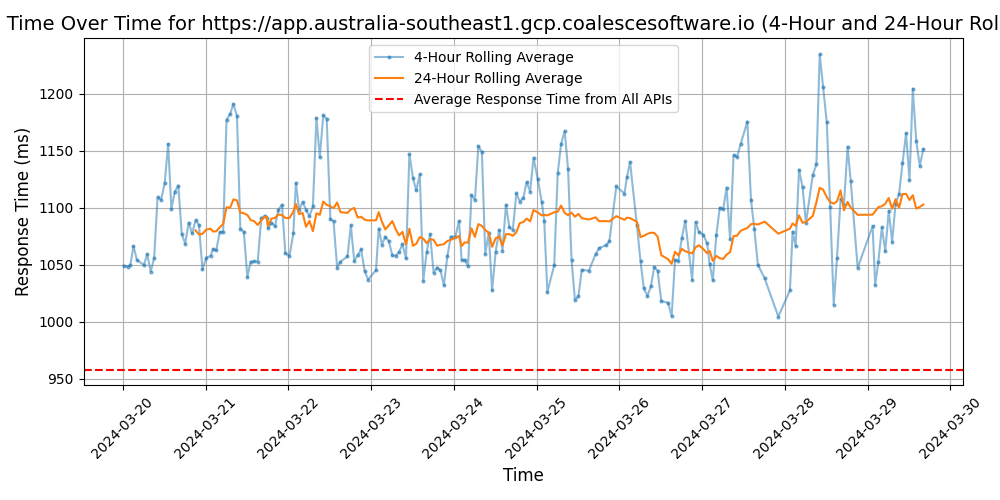 Time Over Time for https://app.australia-southeast1.gcp.coalescesoftware.io (4-Hour and 24-Hour Rol
4-Hour Rolling Average
24-Hour Rolling Average
Average Response Time from All APIs
Response Time (ms)
1200
1150
1100
1050
1000
950
2024-03-20
2024-03-21
2024-03-22
2024-03-23
2024-03-24
2024-03-25
2024-03-26
2024-03-27
2024-03-28
2024-03-29
2024-03-30
Time